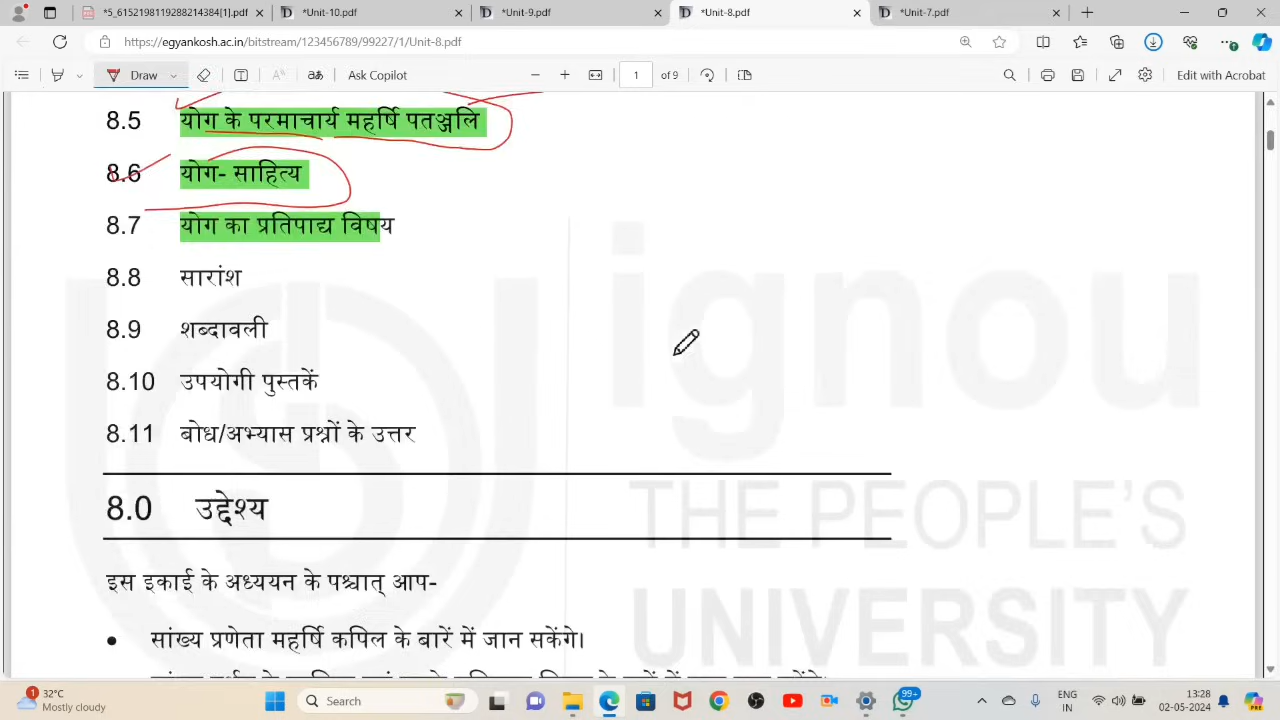 *5_61521981915284384[1].pdf
*Unit-10.pdf
*Unit-9.pdf
*Unit-8.pdf
*Unit-7.pdf
https://egyankosh.ac.in/bitstream/123456789/99227/1/Unit-8.pdf
Draw
Ask Copilot
1 of 9
Edit with Acrobat
8.5 योग के परमाचार्य महर्षि पतञ्जलि
8.6 योग- साहित्य
8.7 योग का प्रतिपाद्य विषय
8.8 सारांश
8.9 शब्दावली
8.10 उपयोगी पुस्तकें
8.11 बोध/अभ्यास प्रश्नों के उत्तर
ignou
THE PEOPLE'S
UNIVERSITY
8.0 उद्देश्य
इस इकाई के अध्ययन के पश्चात् आप-
• सांख्य प्रणेता महर्षि कपिल के बारें में जान सकेंगे।
1
32°C
Mostly cloudy
Search
99+
ENG
IN
13:28
02-05-2024